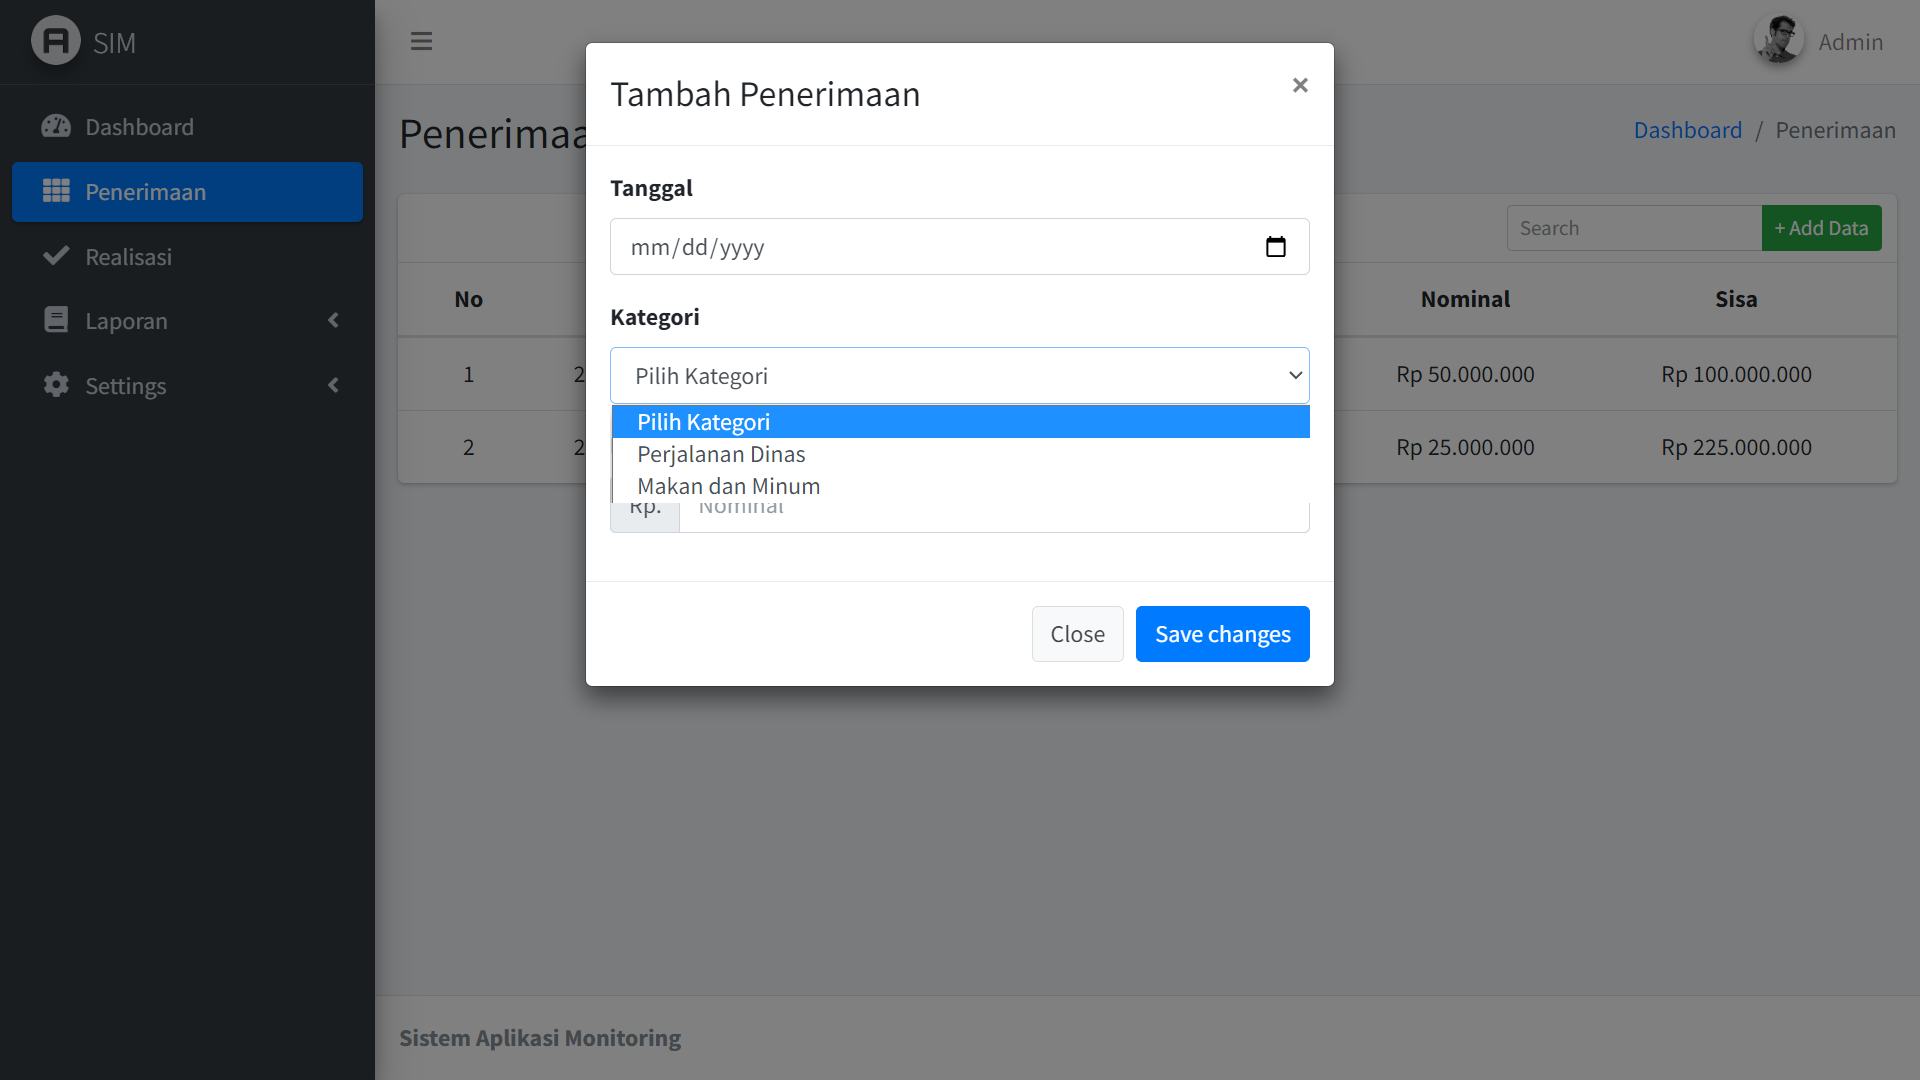 SIM
Admin
Dashboard
Penerimaan
Realisasi
Laporan
Settings
Penerimaa
Dashboard / Penerimaan
Search
+ Add Data
No
Nominal
Sisa
1
2
Rp 50.000.000
Rp 100.000.000
2
2
Rp 25.000.000
Rp 225.000.000
Tambah Penerimaan
×
Tanggal
mm/dd/yyyy
Kategori
Pilih Kategori
Pilih Kategori
Perjalanan Dinas
Makan dan Minum
Rp.
Nominal
Close
Save changes
Sistem Aplikasi Monitoring